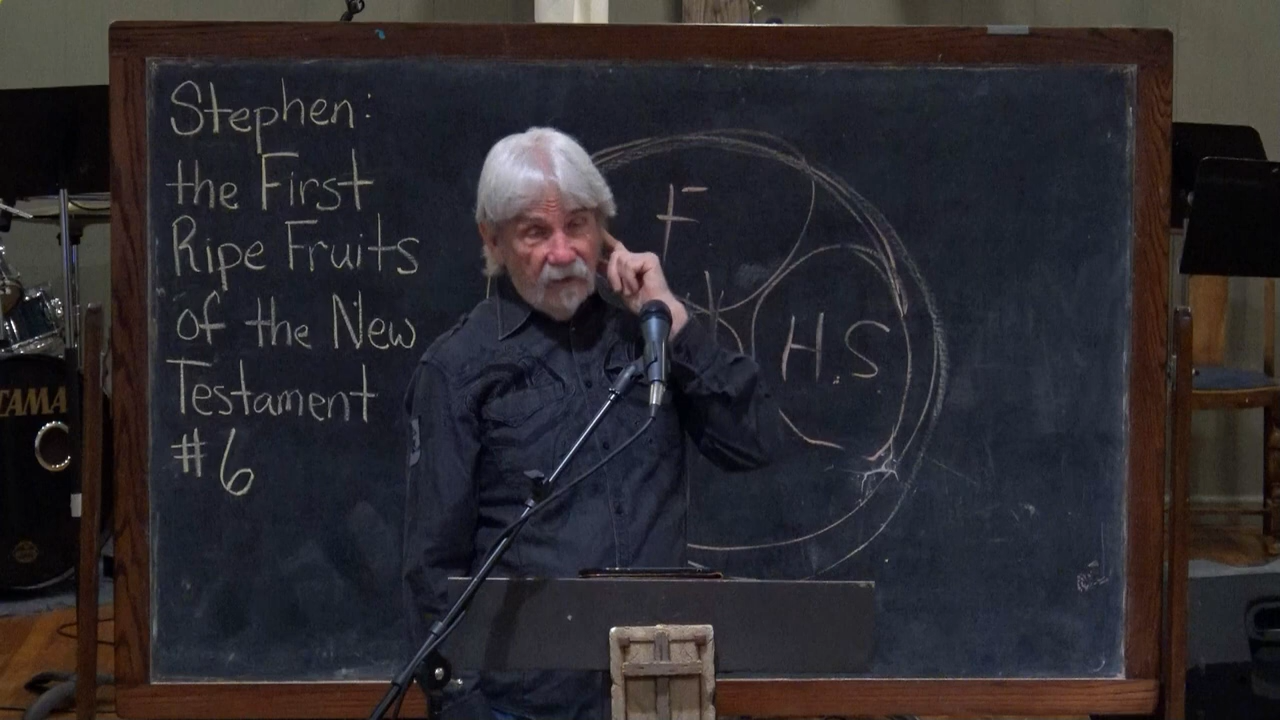 Stephen:
the First
Ripe Fruits
of the New
Testament
#6
F
H.S
TAMA